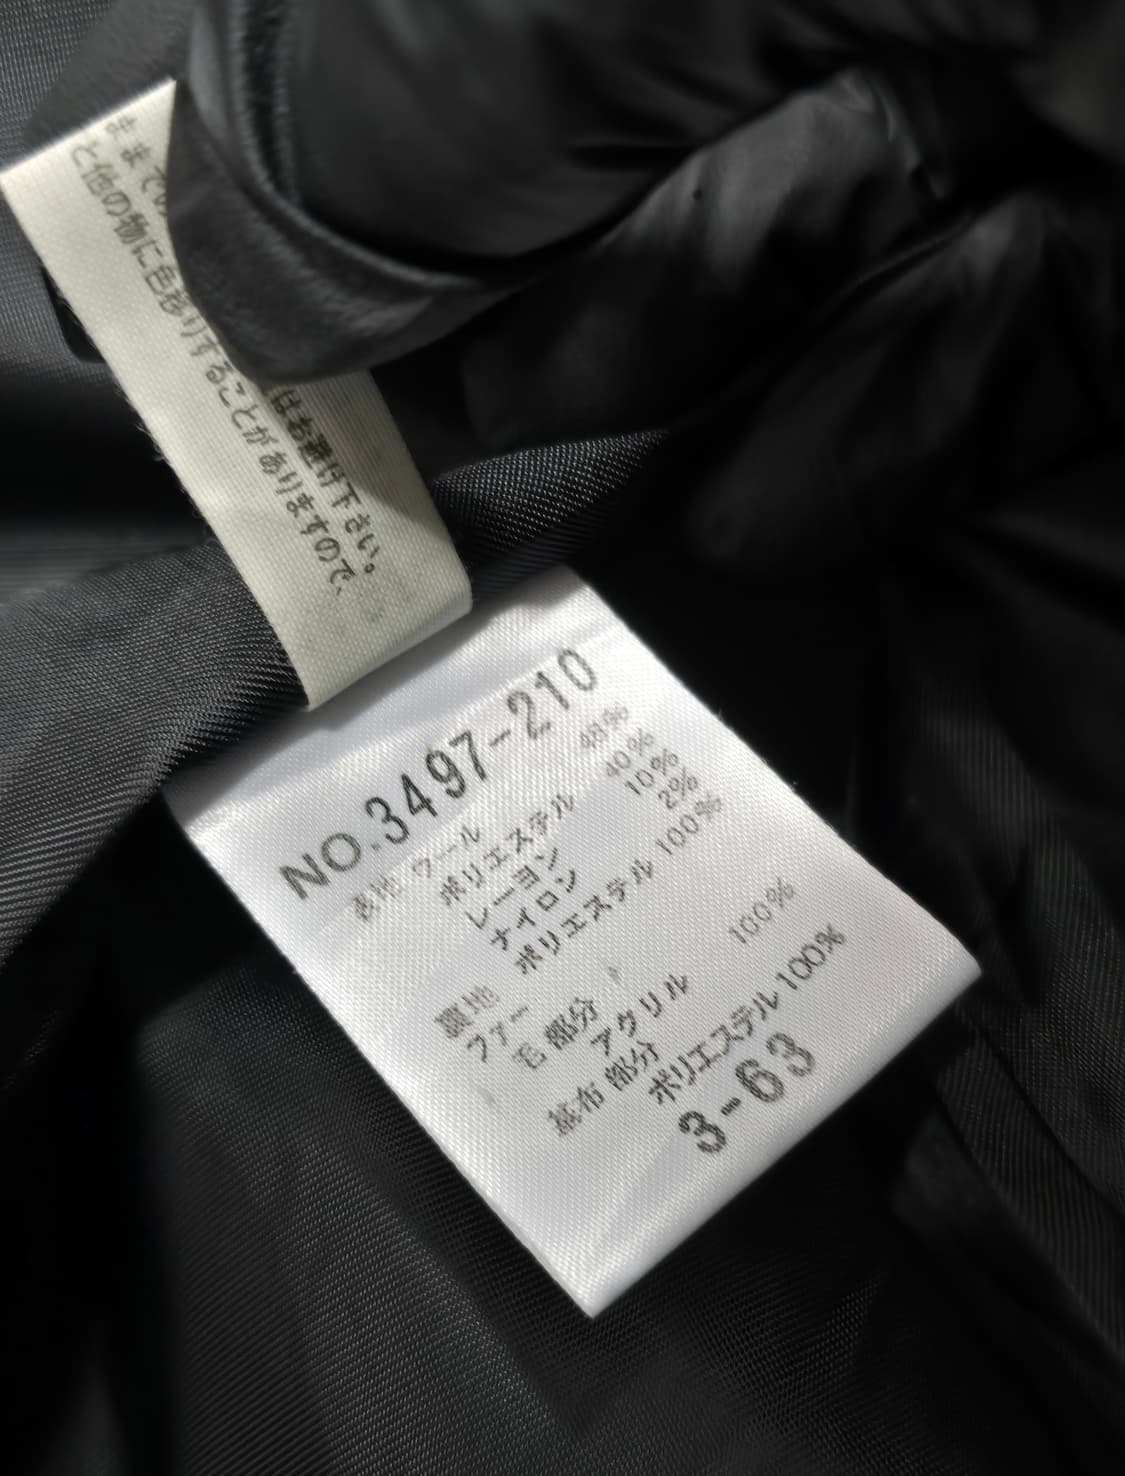 ままで
と他の物に色移りすることがありますので、
はお避け下さい。
NO.3497-210
表地 ウール 48%
ポリエステル 40%
レーヨン 10%
ナイロン 2%
裏地 ポリエステル 100%
ファー
毛部分
アクリル 100%
基布部分
ポリエステル 100%
3-63